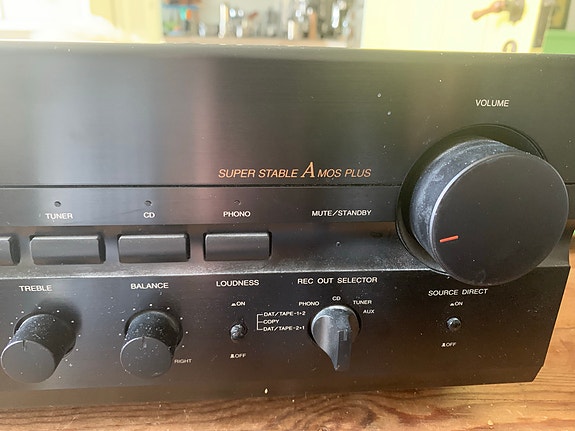 VOLUME
SUPER STABLE A MOS PLUS
TUNER
CD
PHONO
MUTE/STANDBY
TREBLE
BALANCE
RIGHT
LOUDNESS
ON
OFF
REC OUT SELECTOR
PHONO
CD
TUNER
AUX
DAT/TAPE-1▸2
COPY
DAT/TAPE-2▸1
SOURCE DIRECT
ON
OFF